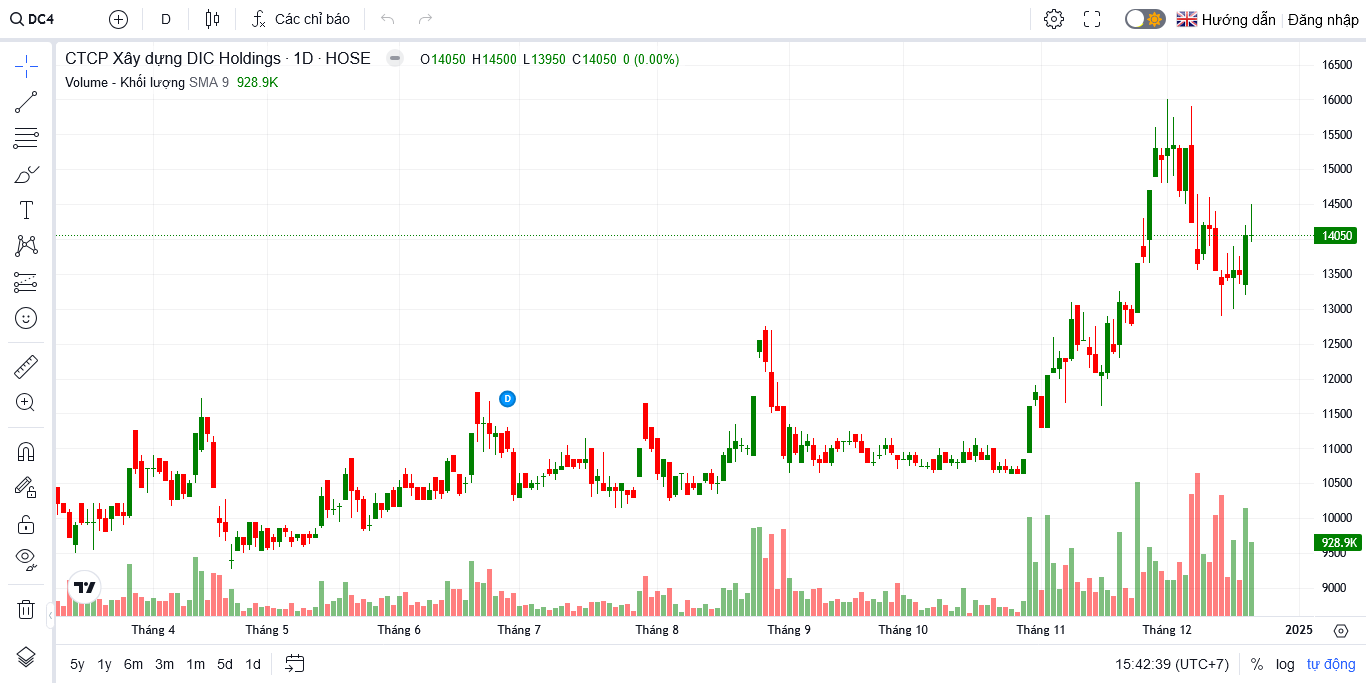 DC4 D Các chỉ báo Hướng dẫn Đăng nhập
CTCP Xây dựng DIC Holdings · 1D · HOSE O14050 H14500 L13950 C14050 0 (0.00%)
Volume - Khối lượng SMA 9 928.9K
16500
16000
15500
15000
14500
14050
13500
13000
12500
12000
11500
11000
10500
10000
928.9K
9500
9000
D
Tháng 4 Tháng 5 Tháng 6 Tháng 7 Tháng 8 Tháng 9 Tháng 10 Tháng 11 Tháng 12 2025
5y 1y 6m 3m 1m 5d 1d 15:42:39 (UTC+7) % log tự động